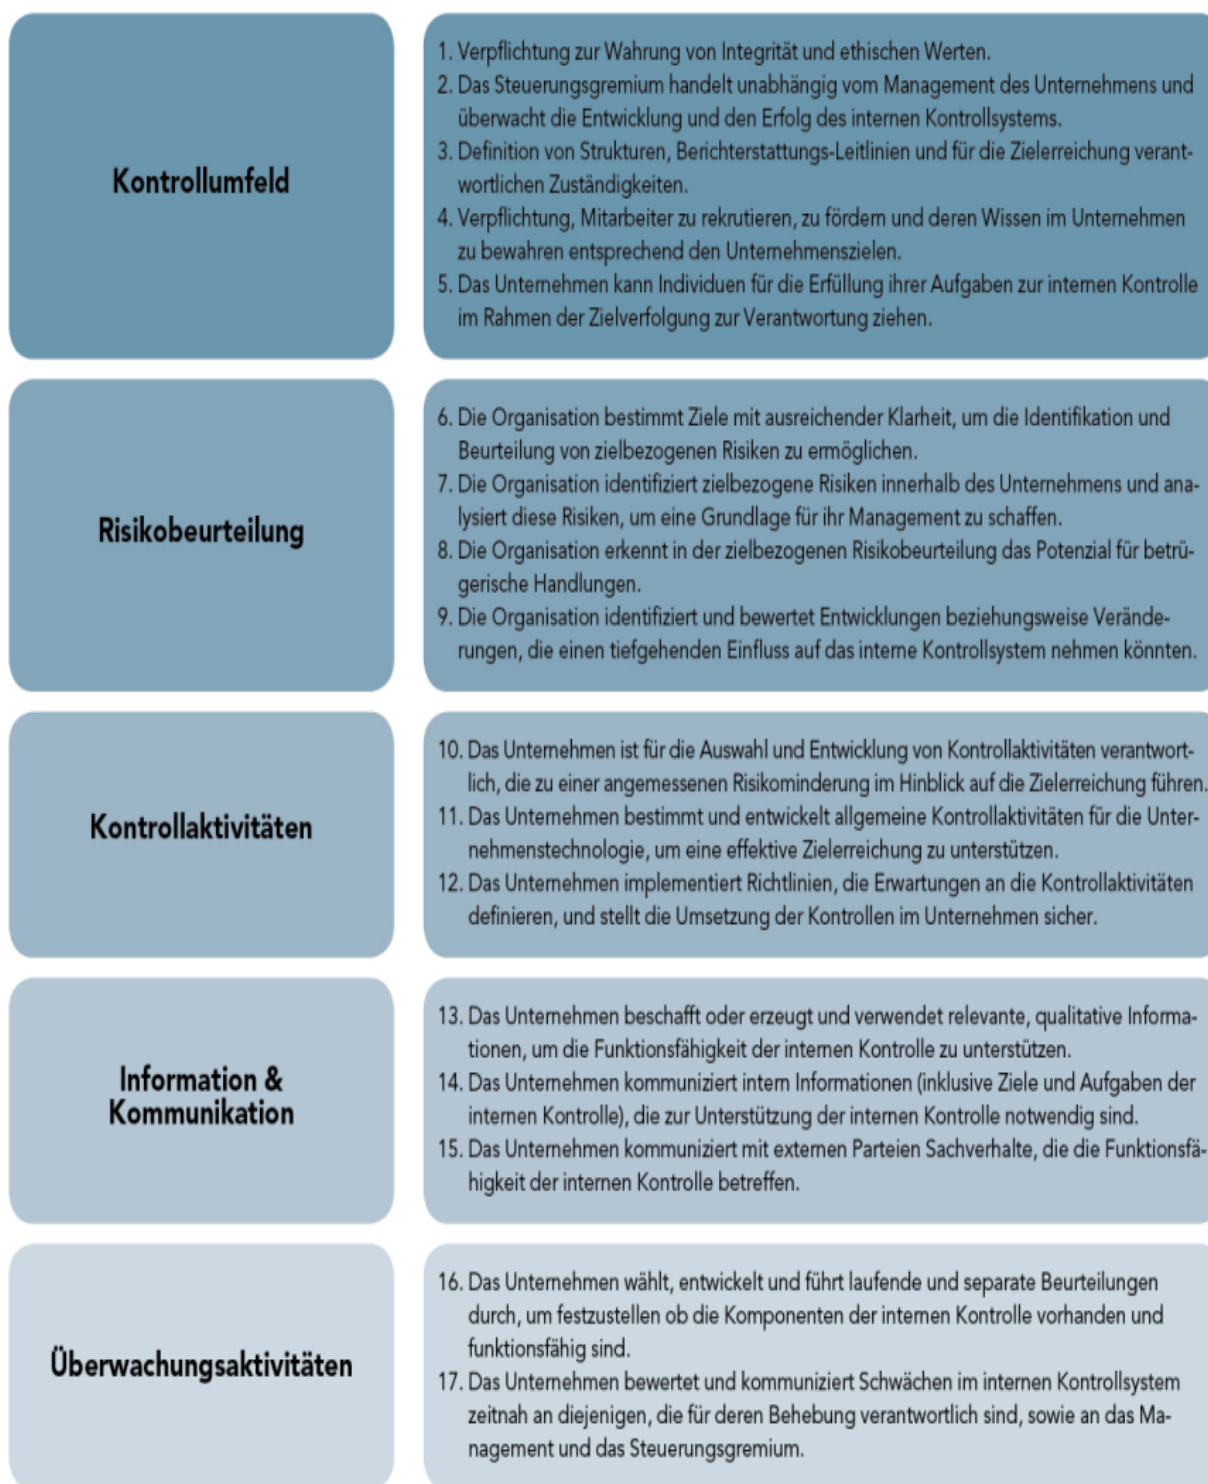 Kontrollumfeld
1. Verpflichtung zur Wahrung von Integrität und ethischen Werten.
2. Das Steuerungsgremium handelt unabhängig vom Management des Unternehmens und
überwacht die Entwicklung und den Erfolg des internen Kontrollsystems.
3. Definition von Strukturen, Berichterstattungs-Leitlinien und für die Zielerreichung verant-
wortlichen Zuständigkeiten.
4. Verpflichtung, Mitarbeiter zu rekrutieren, zu fördern und deren Wissen im Unternehmen
zu bewahren entsprechend den Unternehmenszielen.
5. Das Unternehmen kann Individuen für die Erfüllung ihrer Aufgaben zur internen Kontrolle
im Rahmen der Zielverfolgung zur Verantwortung ziehen.
Risikobeurteilung
6. Die Organisation bestimmt Ziele mit ausreichender Klarheit, um die Identifikation und
Beurteilung von zielbezogenen Risiken zu ermöglichen.
7. Die Organisation identifiziert zielbezogene Risiken innerhalb des Unternehmens und ana-
lysiert diese Risiken, um eine Grundlage für ihr Management zu schaffen.
8. Die Organisation erkennt in der zielbezogenen Risikobeurteilung das Potenzial für betrü-
gerische Handlungen.
9. Die Organisation identifiziert und bewertet Entwicklungen beziehungsweise Verände-
rungen, die einen tiefgehenden Einfluss auf das interne Kontrollsystem nehmen könnten.
Kontrollaktivitäten
10. Das Unternehmen ist für die Auswahl und Entwicklung von Kontrollaktivitäten verantwort-
lich, die zu einer angemessenen Risikominderung im Hinblick auf die Zielerreichung führen.
11. Das Unternehmen bestimmt und entwickelt allgemeine Kontrollaktivitäten für die Unter-
nehmenstechnologie, um eine effektive Zielerreichung zu unterstützen.
12. Das Unternehmen implementiert Richtlinien, die Erwartungen an die Kontrollaktivitäten
definieren, und stellt die Umsetzung der Kontrollen im Unternehmen sicher.
Information &
Kommunikation
13. Das Unternehmen beschafft oder erzeugt und verwendet relevante, qualitative Informa-
tionen, um die Funktionsfähigkeit der internen Kontrolle zu unterstützen.
14. Das Unternehmen kommuniziert intern Informationen (inklusive Ziele und Aufgaben der
internen Kontrolle), die zur Unterstützung der internen Kontrolle notwendig sind.
15. Das Unternehmen kommuniziert mit externen Parteien Sachverhalte, die die Funktionsfä-
higkeit der internen Kontrolle betreffen.
Überwachungsaktivitäten
16. Das Unternehmen wählt, entwickelt und führt laufende und separate Beurteilungen
durch, um festzustellen ob die Komponenten der internen Kontrolle vorhanden und
funktionsfähig sind.
17. Das Unternehmen bewertet und kommuniziert Schwächen im internen Kontrollsystem
zeitnah an diejenigen, die für deren Behebung verantwortlich sind, sowie an das Ma-
nagement und das Steuerungsgremium.